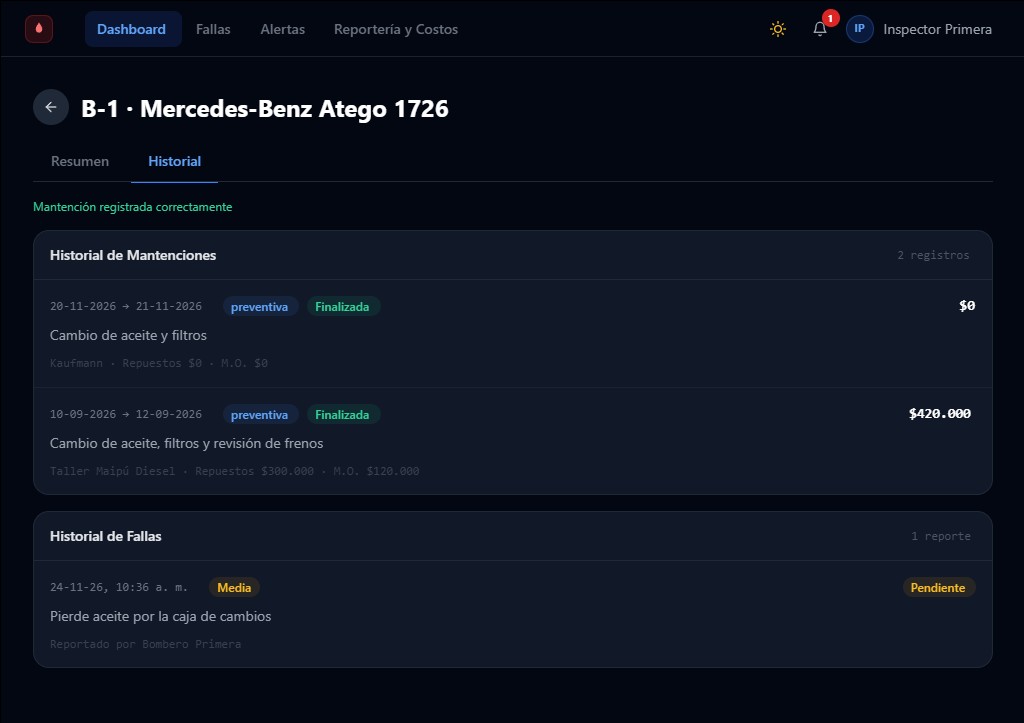 Dashboard Fallas Alertas Reportería y Costos 1 IP Inspector Primera
B-1 · Mercedes-Benz Atego 1726
Resumen Historial
Mantención registrada correctamente
Historial de Mantenciones 2 registros
20-11-2026 → 21-11-2026 preventiva Finalizada $0
Cambio de aceite y filtros
Kaufmann · Repuestos $0 · M.O. $0
10-09-2026 → 12-09-2026 preventiva Finalizada $420.000
Cambio de aceite, filtros y revisión de frenos
Taller Maipú Diesel · Repuestos $300.000 · M.O. $120.000
Historial de Fallas 1 reporte
24-11-26, 10:36 a. m. Media Pendiente
Pierde aceite por la caja de cambios
Reportado por Bombero Primera